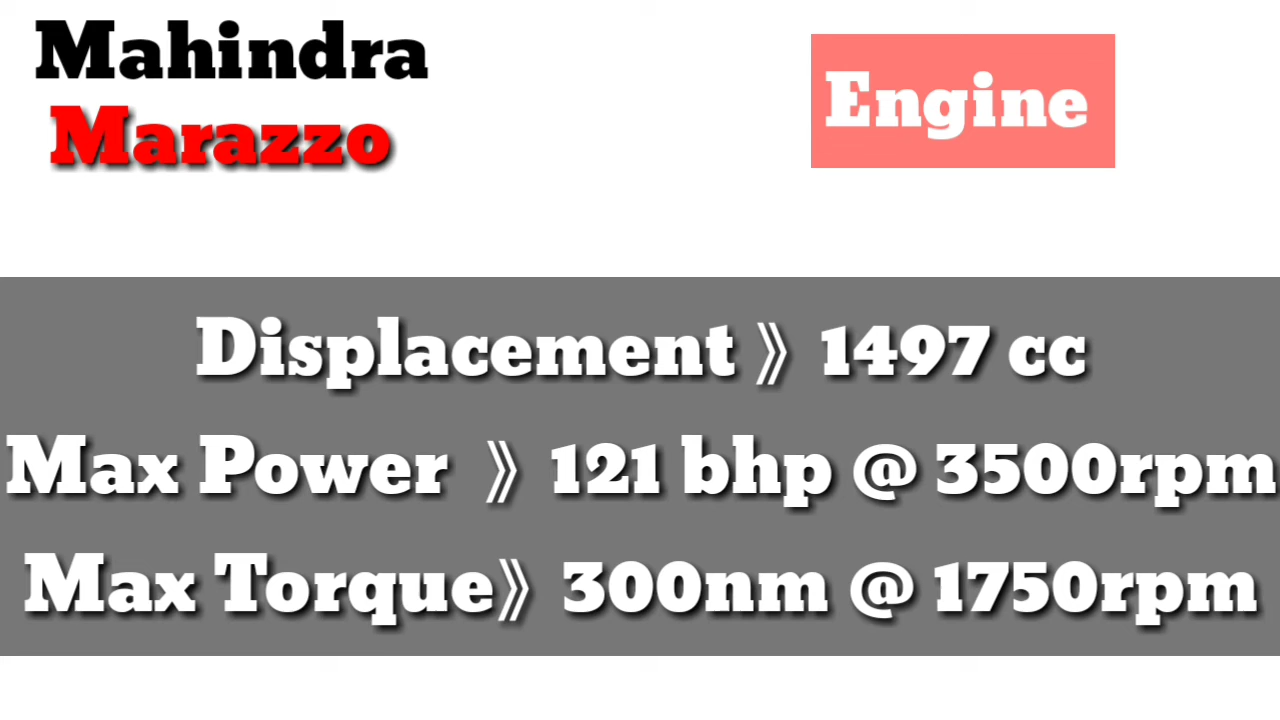 Mahindra
Marazzo
Engine
Displacement 》 1497 cc
Max Power 》 121 bhp @ 3500rpm
Max Torque》 300nm @ 1750rpm